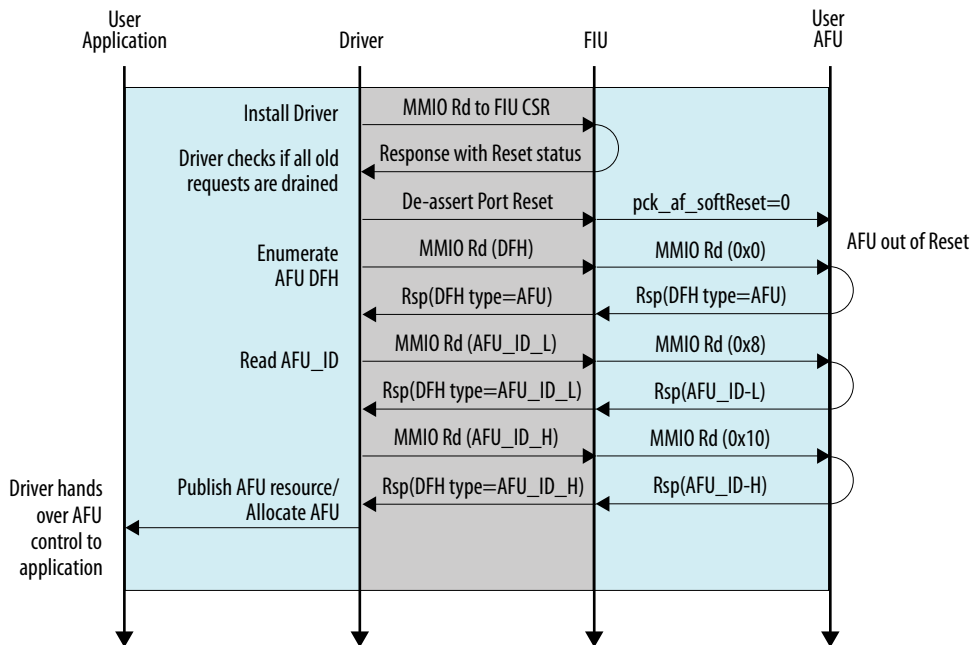 User
Application
Driver
FIU
User
AFU
Install Driver
MMIO Rd to FIU CSR
Driver checks if all old
requests are drained
Response with Reset status
De-assert Port Reset
pck_af_softReset=0
AFU out of Reset
Enumerate
AFU DFH
MMIO Rd (DFH)
MMIO Rd (0x0)
Rsp(DFH type=AFU)
Rsp(DFH type=AFU)
Read AFU_ID
MMIO Rd (AFU_ID_L)
MMIO Rd (0x8)
Rsp(DFH type=AFU_ID_L)
Rsp(AFU_ID-L)
MMIO Rd (AFU_ID_H)
MMIO Rd (0x10)
Driver hands
over AFU
control to
application
Publish AFU resource/
Allocate AFU
Rsp(DFH type=AFU_ID_H)
Rsp(AFU_ID-H)